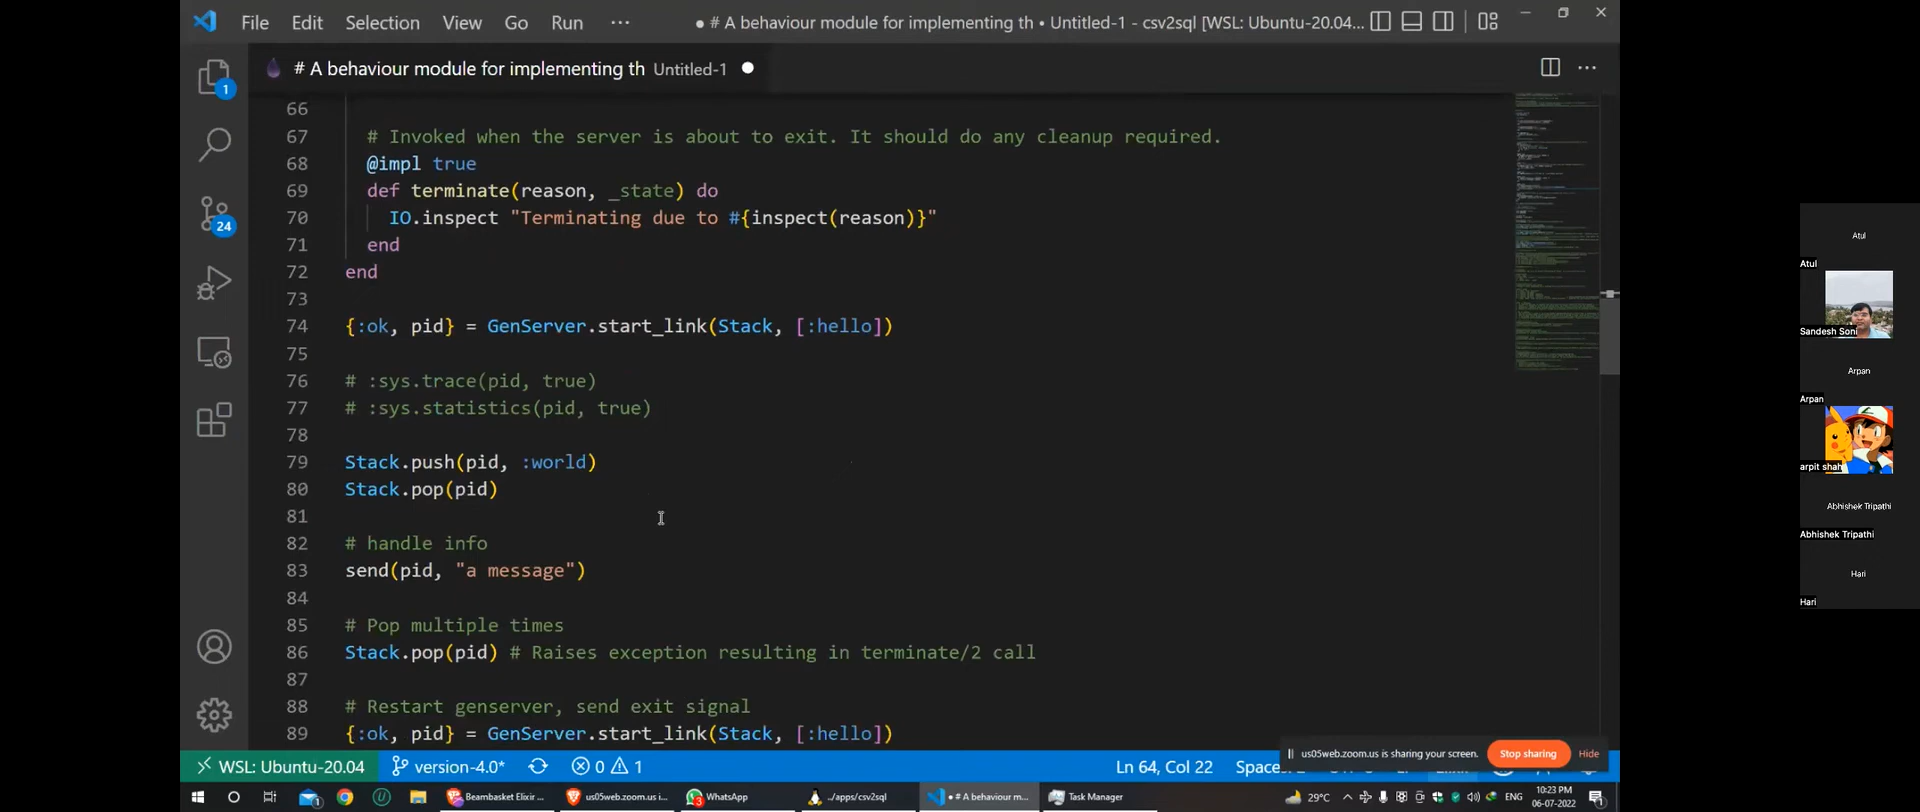 File Edit Selection View Go Run ··· ● # A behaviour module for implementing th • Untitled-1 - csv2sql [WSL: Ubuntu-20.04...
# A behaviour module for implementing th Untitled-1 ●
66
67 # Invoked when the server is about to exit. It should do any cleanup required.
68 @impl true
69 def terminate(reason, _state) do
70 IO.inspect "Terminating due to #{inspect(reason)}"
71 end
72 end
73
74 {:ok, pid} = GenServer.start_link(Stack, [:hello])
75
76 # :sys.trace(pid, true)
77 # :sys.statistics(pid, true)
78
79 Stack.push(pid, :world)
80 Stack.pop(pid)
81
82 # handle info
83 send(pid, "a message")
84
85 # Pop multiple times
86 Stack.pop(pid) # Raises exception resulting in terminate/2 call
87
88 # Restart genserver, send exit signal
89 {:ok, pid} = GenServer.start_link(Stack, [:hello])
1
24
Atul
Atul
Sandesh Soni
Arpan
Arpan
arpit shah
Abhishek Tripathi
Abhishek Tripathi
Hari
Hari
us05web.zoom.us is sharing your screen. Stop sharing Hide
WSL: Ubuntu-20.04 version-4.0* 0 1 Ln 64, Col 22
1 Beambasket Elixir ... us05web.zoom.us i... 3 WhatsApp ../apps/csv2sql ● # A behaviour m... Task Manager 29°C ENG 10:23 PM
06-07-2022 1